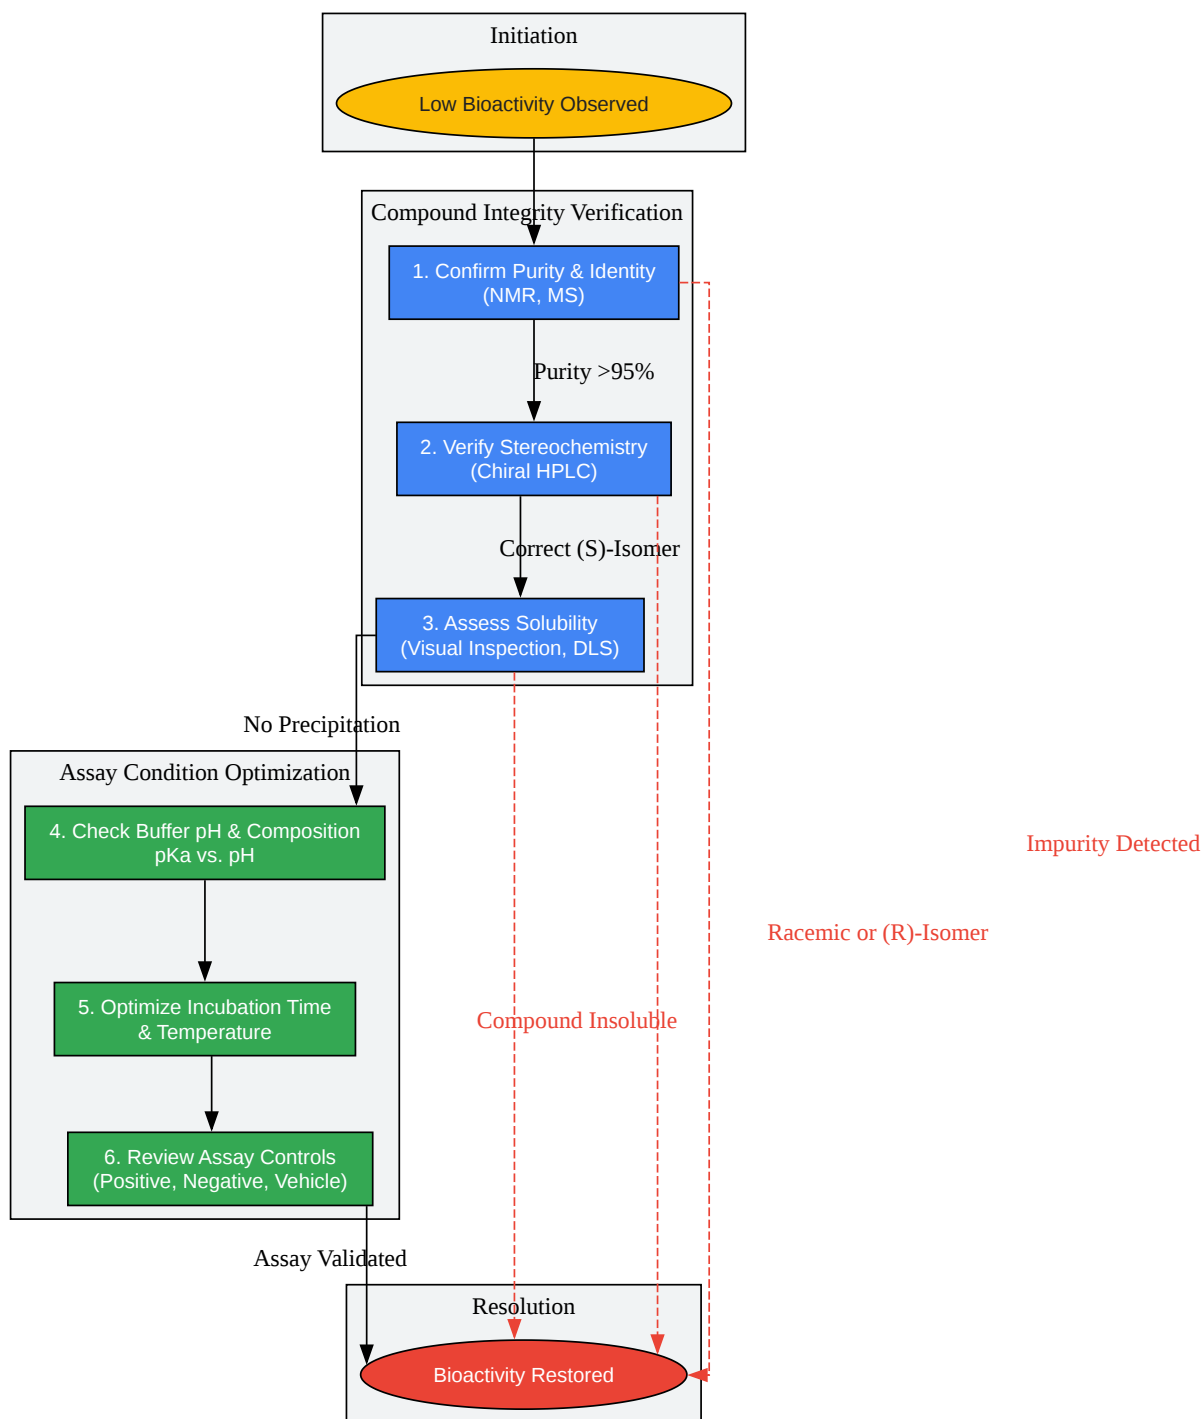 Initiation
Low Bioactivity Observed
Compound Integrity Verification
1. Confirm Purity & Identity
(NMR, MS)
Purity >95%
2. Verify Stereochemistry
(Chiral HPLC)
Correct (S)-Isomer
3. Assess Solubility
(Visual Inspection, DLS)
No Precipitation
Assay Condition Optimization
4. Check Buffer pH & Composition
pKa vs. pH
Impurity Detected
Racemic or (R)-Isomer
5. Optimize Incubation Time
& Temperature
Compound Insoluble
6. Review Assay Controls
(Positive, Negative, Vehicle)
Assay Validated
Resolution
Bioactivity Restored